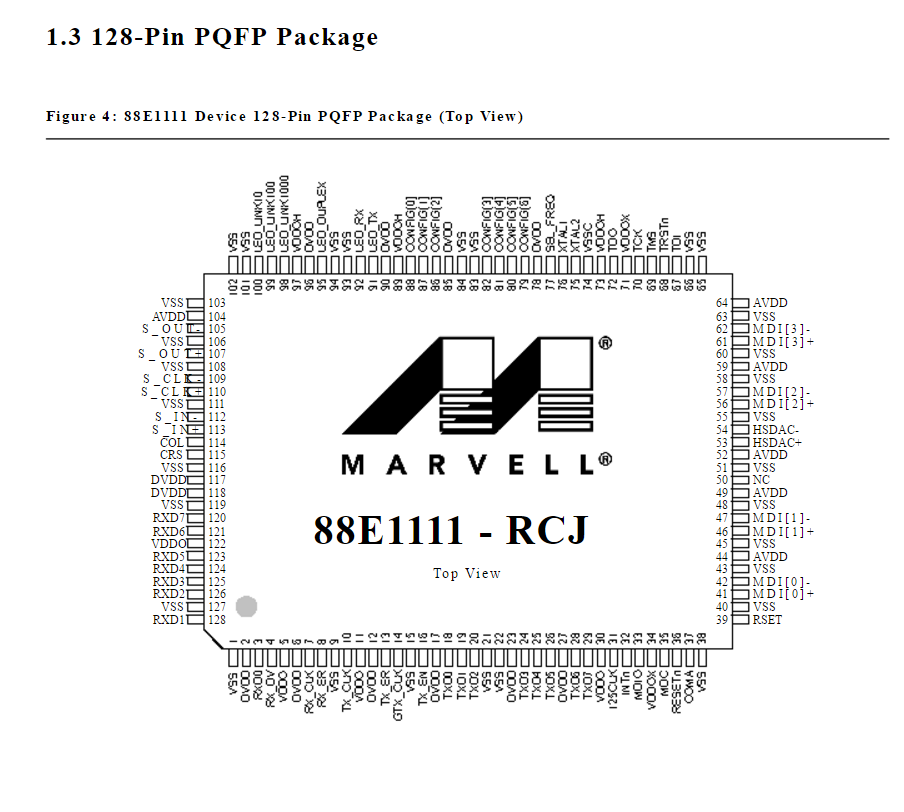 1.3 128-Pin PQFP Package
Figure 4: 88E1111 Device 128-Pin PQFP Package (Top View)
VSS 102
VSS 101
LED_LINK10 100
LED_LINK100 99
LED_LINK1000 98
VDDOH 97
DVDD 96
LED_DUPLEX 95
VSS 94
VSS 93
LED_RX 92
LED_TX 91
DVDD 90
VDDOH 89
CONFIG[0] 88
CONFIG[1] 87
CONFIG[2] 86
DVDD 85
VSS 84
VSS 83
CONFIG[3] 82
CONFIG[4] 81
CONFIG[5] 80
CONFIG[6] 79
DVDD 78
SEL_FREQ 77
XTAL1 76
XTAL2 75
VSSC 74
VDDOH 73
TDO 72
VDDOX 71
TCK 70
TMS 69
TRSTn 68
TDI 67
VSS 66
VSS 65
VSS 103
AVDD 104
S_OUT- 105
VSS 106
S_OUT+ 107
VSS 108
S_CLK- 109
S_CLK+ 110
VSS 111
S_IN- 112
S_IN+ 113
COL 114
CRS 115
VSS 116
DVDD 117
DVDD 118
VSS 119
RXD7 120
RXD6 121
VDDO 122
RXD5 123
RXD4 124
RXD3 125
RXD2 126
VSS 127
RXD1 128
®
MARVELL®
88E1111 - RCJ
Top View
64 AVDD
63 VSS
62 MDI[3]-
61 MDI[3]+
60 VSS
59 AVDD
58 VSS
57 MDI[2]-
56 MDI[2]+
55 VSS
54 HSDAC-
53 HSDAC+
52 AVDD
51 VSS
50 NC
49 AVDD
48 VSS
47 MDI[1]-
46 MDI[1]+
45 VSS
44 AVDD
43 VSS
42 MDI[0]-
41 MDI[0]+
40 VSS
39 RSET
1 VSS
2 DVDD
3 RXD0
4 RX_DV
5 VDDO
6 DVDD
7 RX_CLK
8 RX_ER
9 VSS
10 TX_CLK
11 VDDO
12 DVDD
13 TX_ER
14 GTX_CLK
15 VSS
16 TX_EN
17 DVDD
18 TXD0
19 TXD1
20 TXD2
21 VSS
22 VSS
23 DVDD
24 TXD3
25 TXD4
26 TXD5
27 DVDD
28 TXD6
29 TXD7
30 VDDO
31 125CLK
32 INTn
33 MDIO
34 VDDOX
35 MDC
36 RESETn
37 COMA
38 VSS